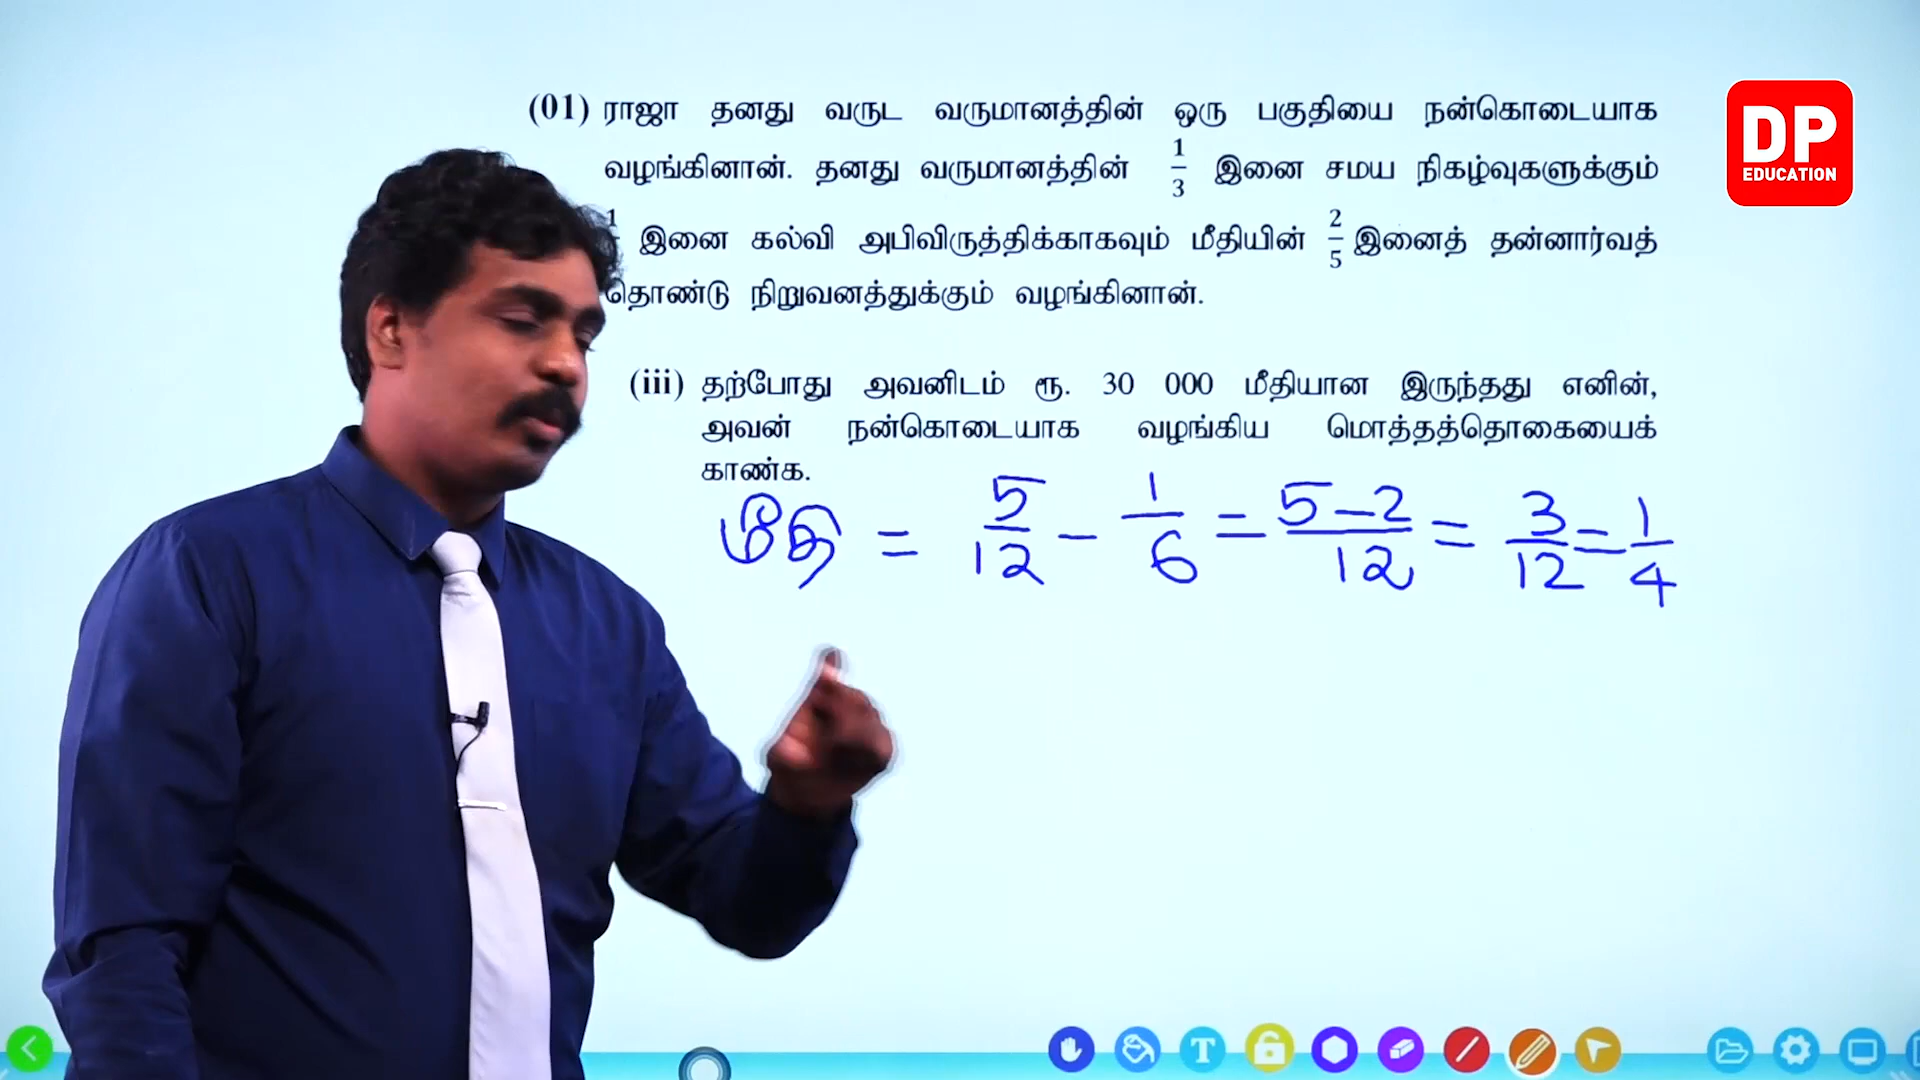 (01) ராஜா தனது வருட வருமானத்தின் ஒரு பகுதியை நன்கொடையாக
வழங்கினான். தனது வருமானத்தின் 1/3 இனை சமய நிகழ்வுகளுக்கும்
இனை கல்வி அபிவிருத்திக்காகவும் மீதியின் 2/5 இனைத் தன்னார்வத்
தொண்டு நிறுவனத்துக்கும் வழங்கினான்.
(iii) தற்போது அவனிடம் ரூ. 30 000 மீதியான இருந்தது எனின்,
அவன் நன்கொடையாக வழங்கிய மொத்தத்தொகையைக்
காண்க.
மீதி = 5/12 - 1/6 = 5-2/12 = 3/12 = 1/4
DP
EDUCATION
T